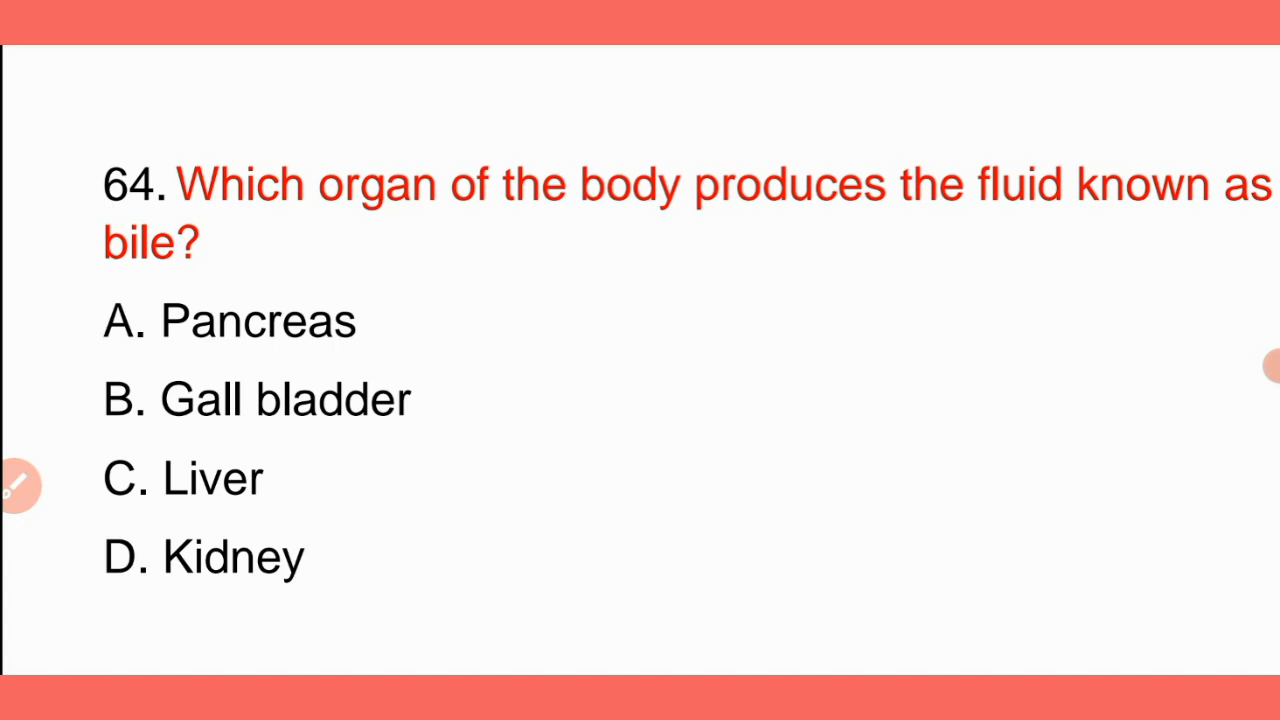 64. Which organ of the body produces the fluid known as
bile?
A. Pancreas
B. Gall bladder
C. Liver
D. Kidney